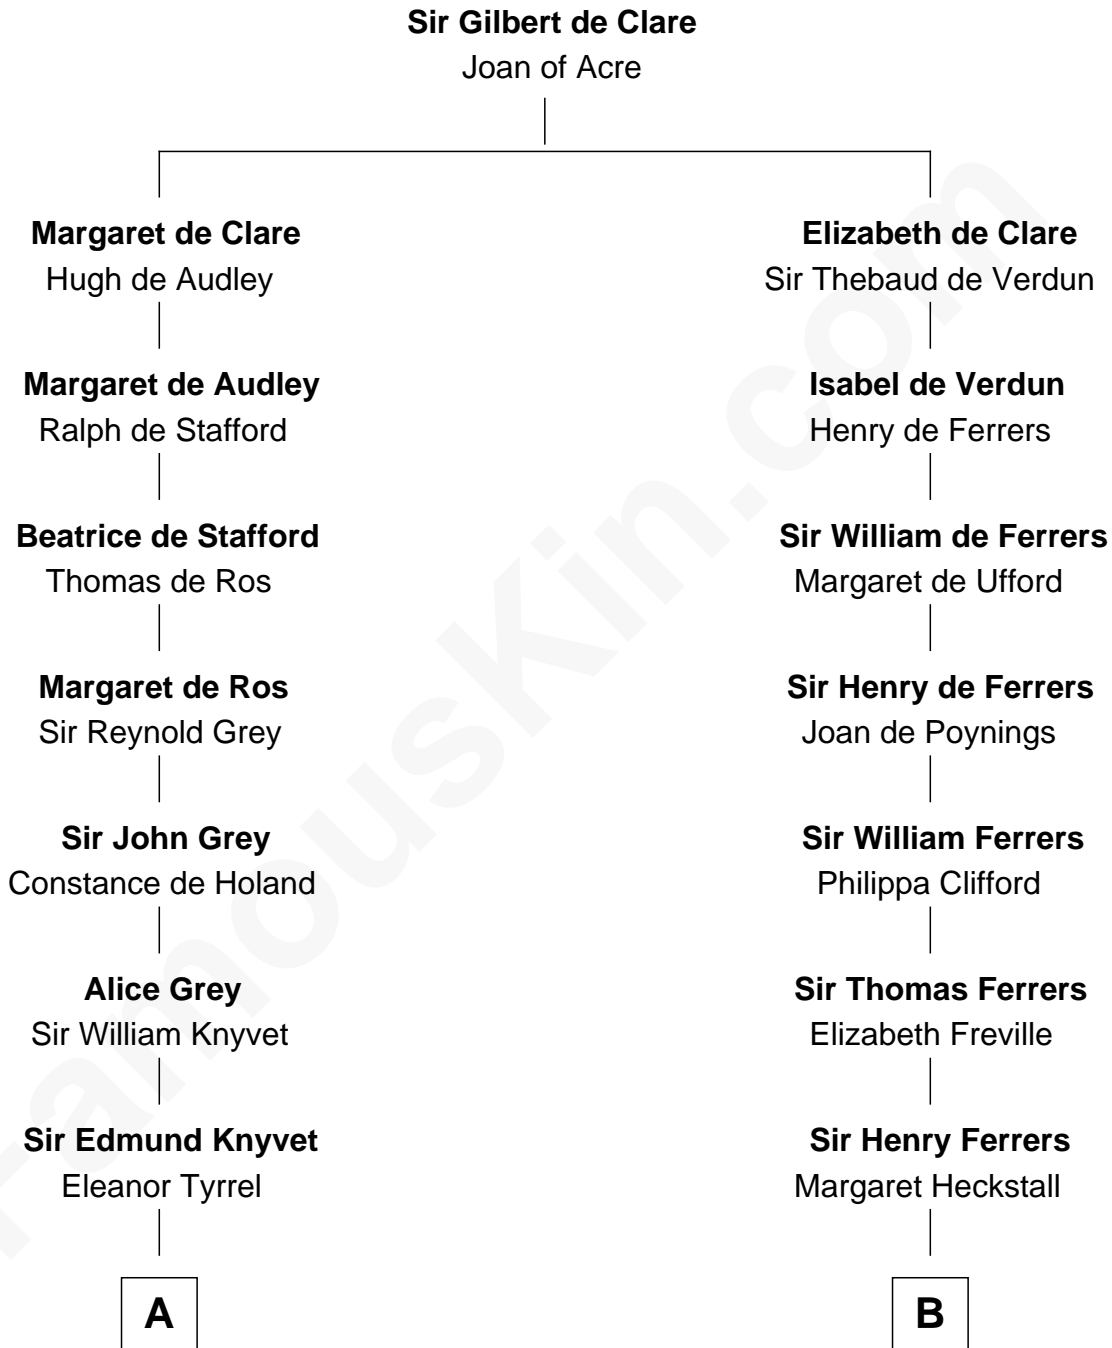 Sir Gilbert de Clare
Joan of Acre
Margaret de Clare
Hugh de Audley
Elizabeth de Clare
Sir Thebaud de Verdun
Margaret de Audley
Ralph de Stafford
Isabel de Verdun
Henry de Ferrers
Beatrice de Stafford
Thomas de Ros
Sir William de Ferrers
Margaret de Ufford
Margaret de Ros
Sir Reynold Grey
Sir Henry de Ferrers
Joan de Poynings
Sir John Grey
Constance de Holand
Sir William Ferrers
Philippa Clifford
Alice Grey
Sir William Knyvet
Sir Thomas Ferrers
Elizabeth Freville
Sir Edmund Knyvet
Eleanor Tyrrel
Sir Henry Ferrers
Margaret Heckstall
A
B
FamousKin.com